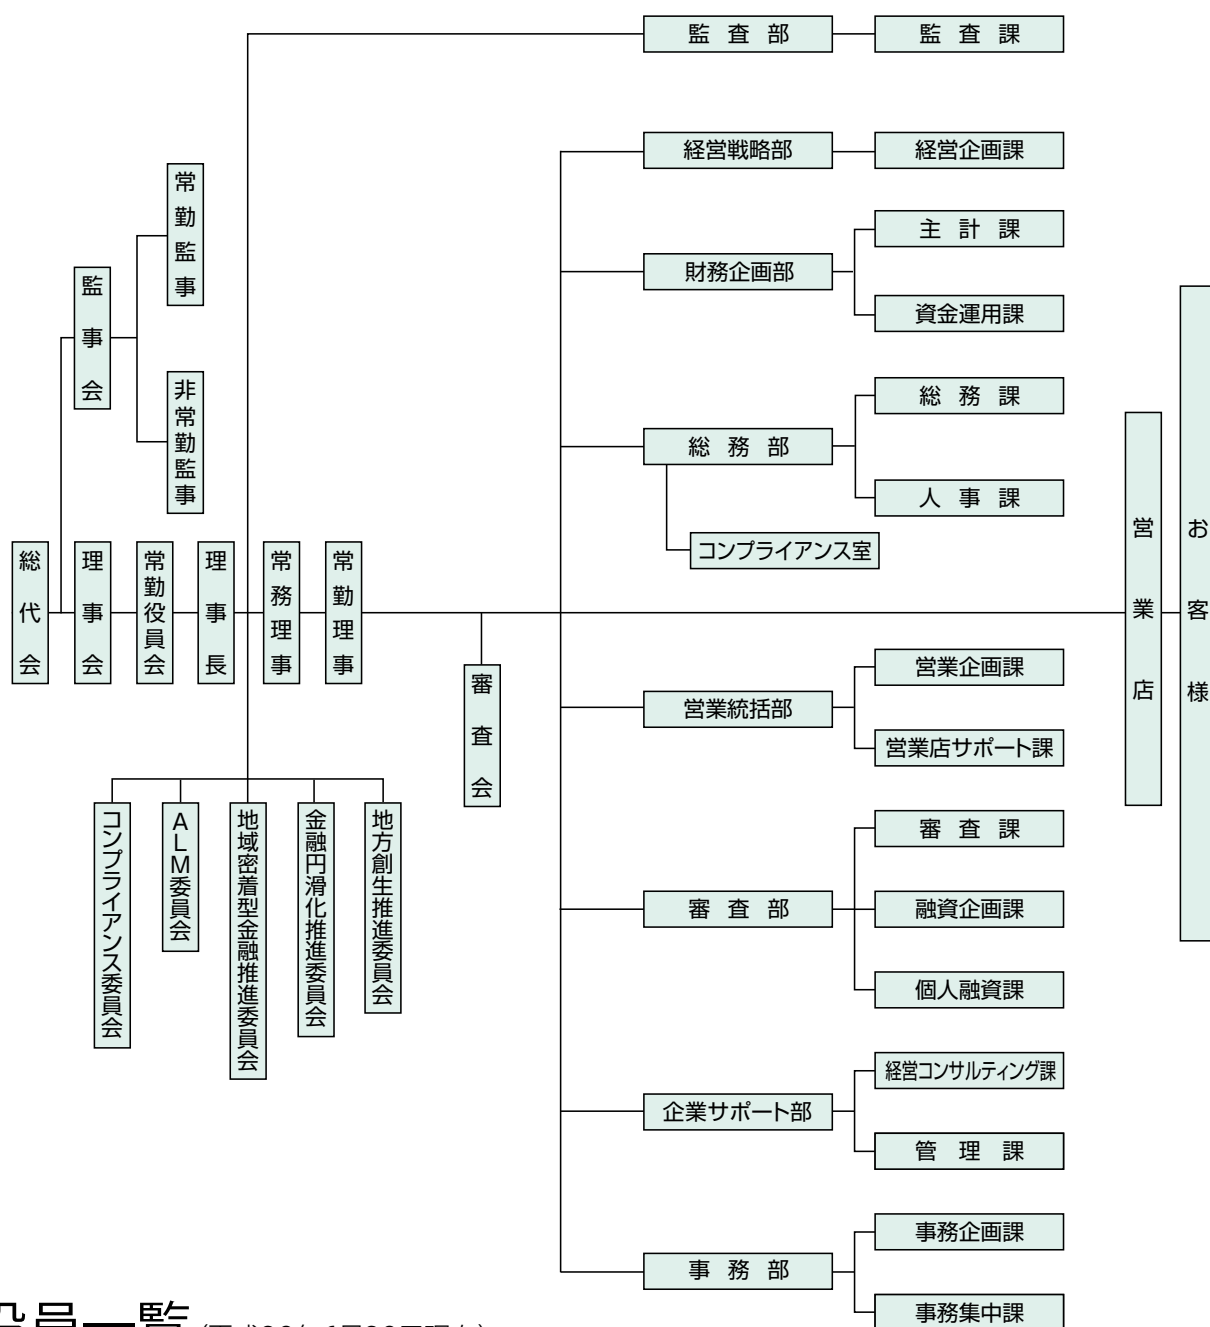 監査部
監査課
経営戦略部
経営企画課
常勤監事
主計課
財務企画部
監事会
資金運用課
非常勤監事
総務課
総務部
人事課
コンプライアンス室
総代会
理事会
常勤役員会
理事長
常務理事
常勤理事
営業店
お客様
審査会
営業企画課
営業統括部
営業店サポート課
コンプライアンス委員会
ALM委員会
地域密着型金融推進委員会
金融円滑化推進委員会
地方創生推進委員会
審査課
審査部
融資企画課
個人融資課
経営コンサルティング課
企業サポート部
管理課
事務企画課
事務部
事務集中課
役員一覧